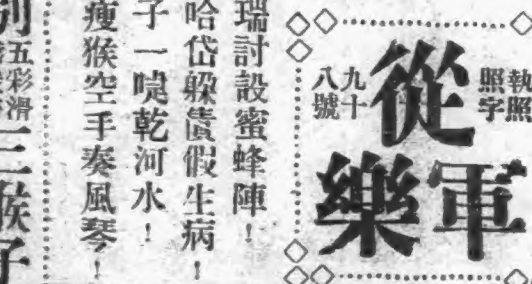 執照
照字
從軍樂
九十
八號
瑞討設蜜蜂陣！
哈岱躲債假生病！
子一乾河水！
瘦猴空手奏風琴！
五彩滑
三猴子